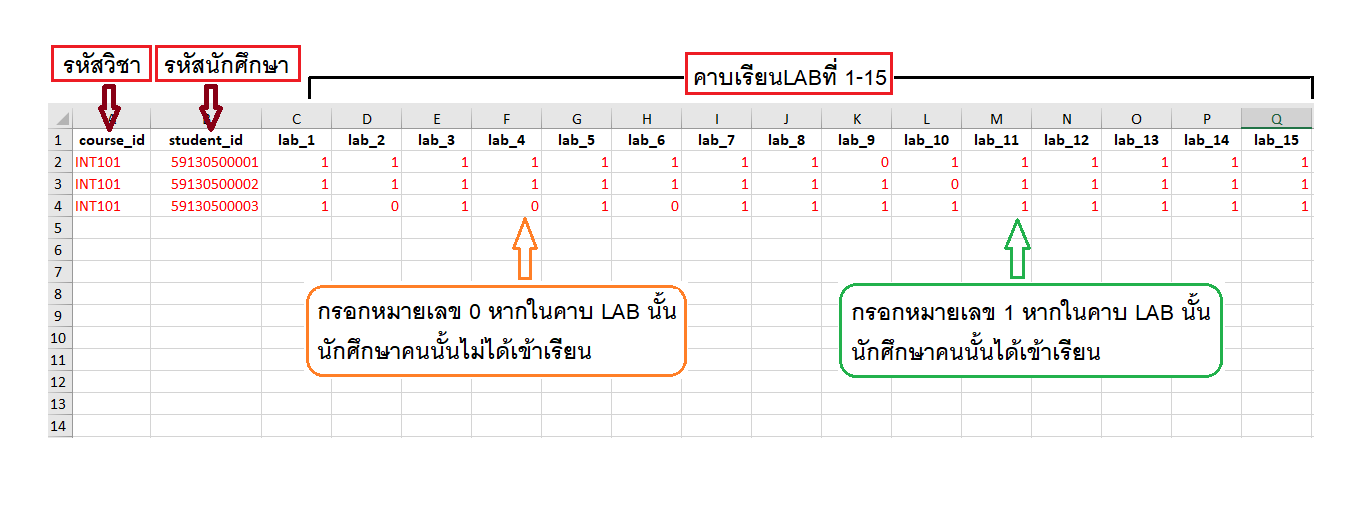 รหัสวิชา รหัสนักศึกษา
คาบเรียนLABที่ 1-15
C D E F G H I J K L M N O P Q
1 course_id student_id lab_1 lab_2 lab_3 lab_4 lab_5 lab_6 lab_7 lab_8 lab_9 lab_10 lab_11 lab_12 lab_13 lab_14 lab_15
2 INT101 59130500001 1 1 1 1 1 1 1 1 0 1 1 1 1 1 1
3 INT101 59130500002 1 1 1 1 1 1 1 1 1 0 1 1 1 1 1
4 INT101 59130500003 1 0 1 0 1 0 1 1 1 1 1 1 1 1 1
5
6
7
8
9
10
11
12
13
14
กรอกหมายเลข 0 หากในคาบ LAB นั้น
นักศึกษาคนนั้นไม่ได้เข้าเรียน
กรอกหมายเลข 1 หากในคาบ LAB นั้น
นักศึกษาคนนั้นได้เข้าเรียน